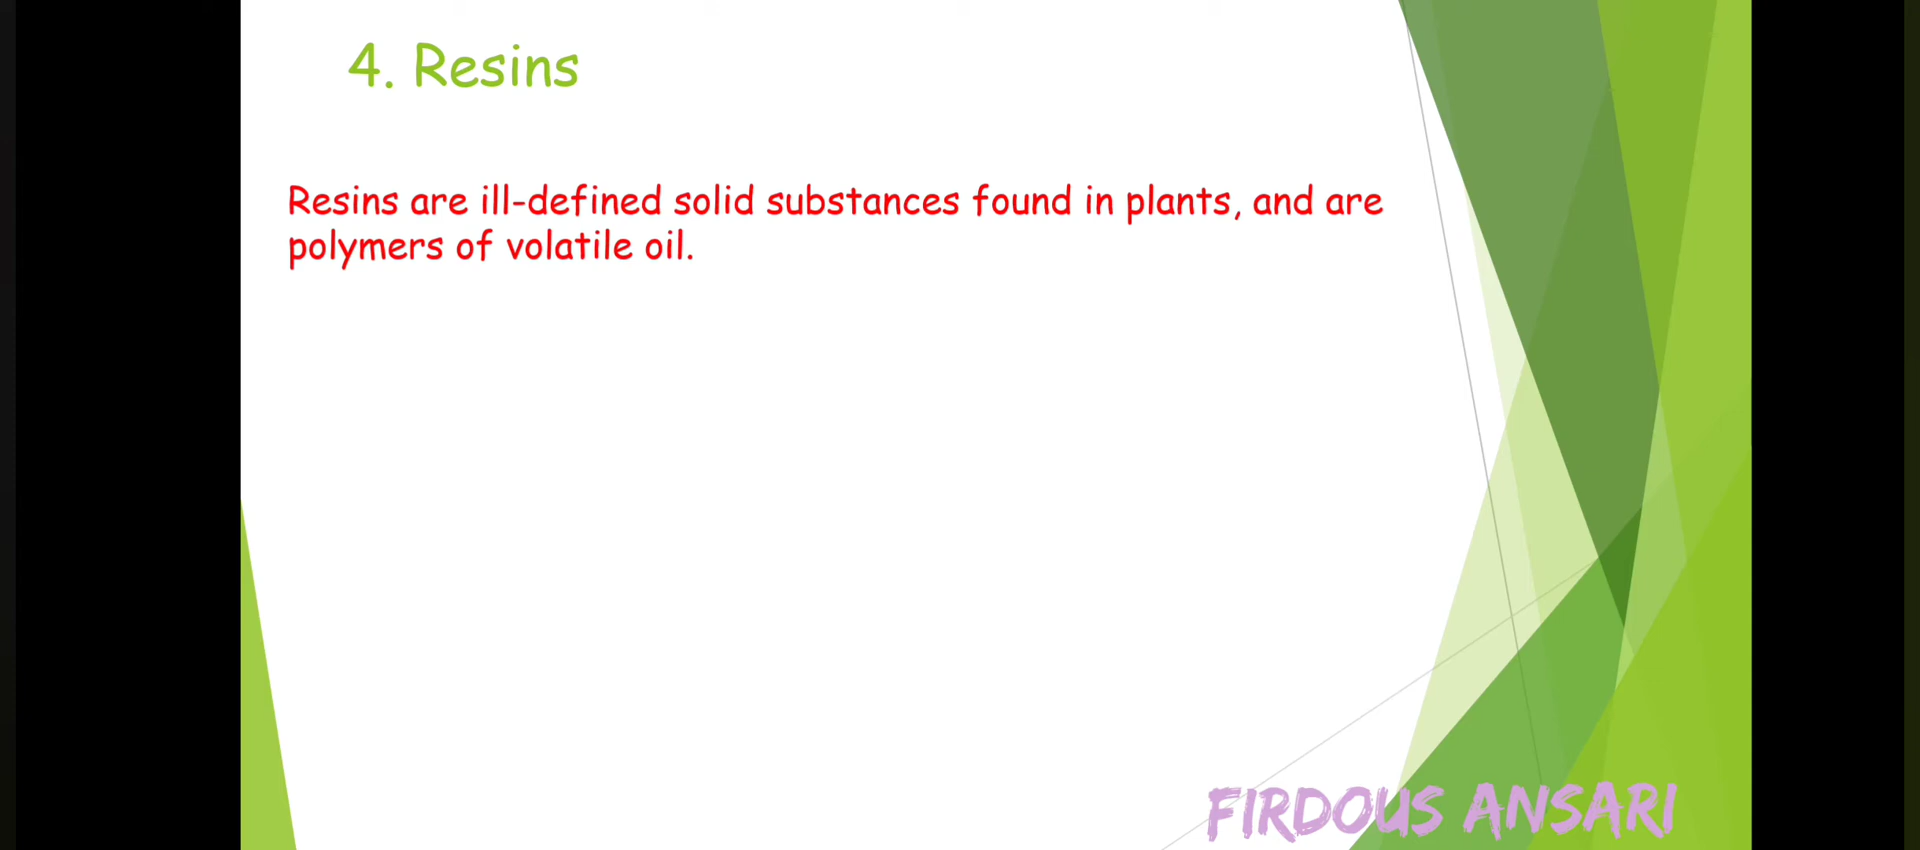 4. Resins
Resins are ill-defined solid substances found in plants, and are
polymers of volatile oil.
FIRDOUS ANSARI